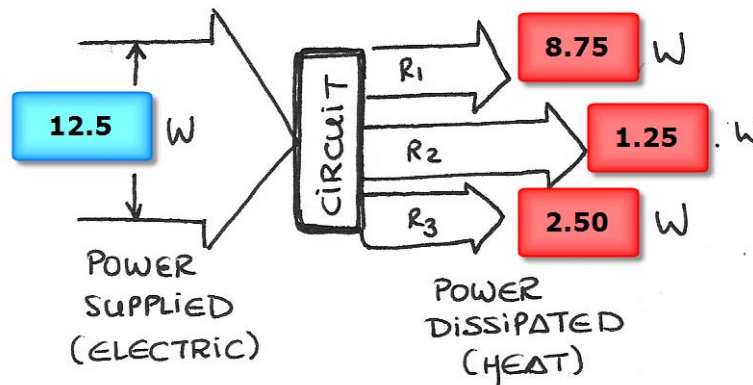 12.5 W
POWER
SUPPLIED
(ELECTRIC)
CIRCUIT
R1
8.75 W
R2
1.25 . W
R3
2.50 W
POWER
DISSIPATED
(HEAT)